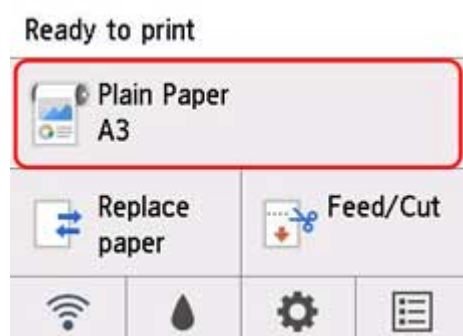 Ready to print
Plain Paper
A3
Replace
paper
Feed/Cut